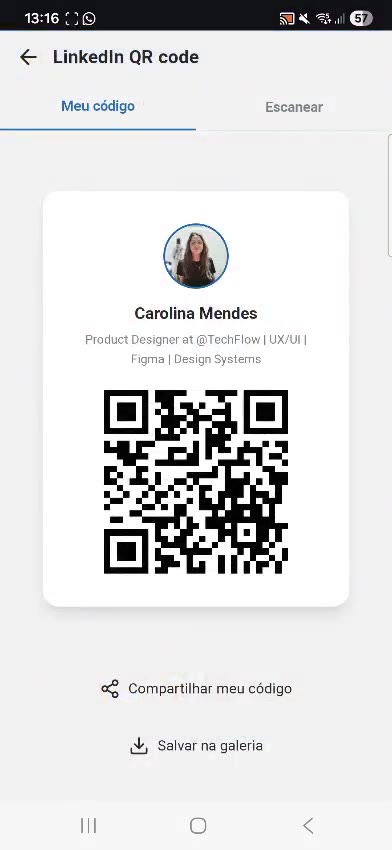 13:16
57
LinkedIn QR code
Meu código
Escanear
Carolina Mendes
Product Designer at @TechFlow | UX/UI |
Figma | Design Systems
Compartilhar meu código
Salvar na galeria